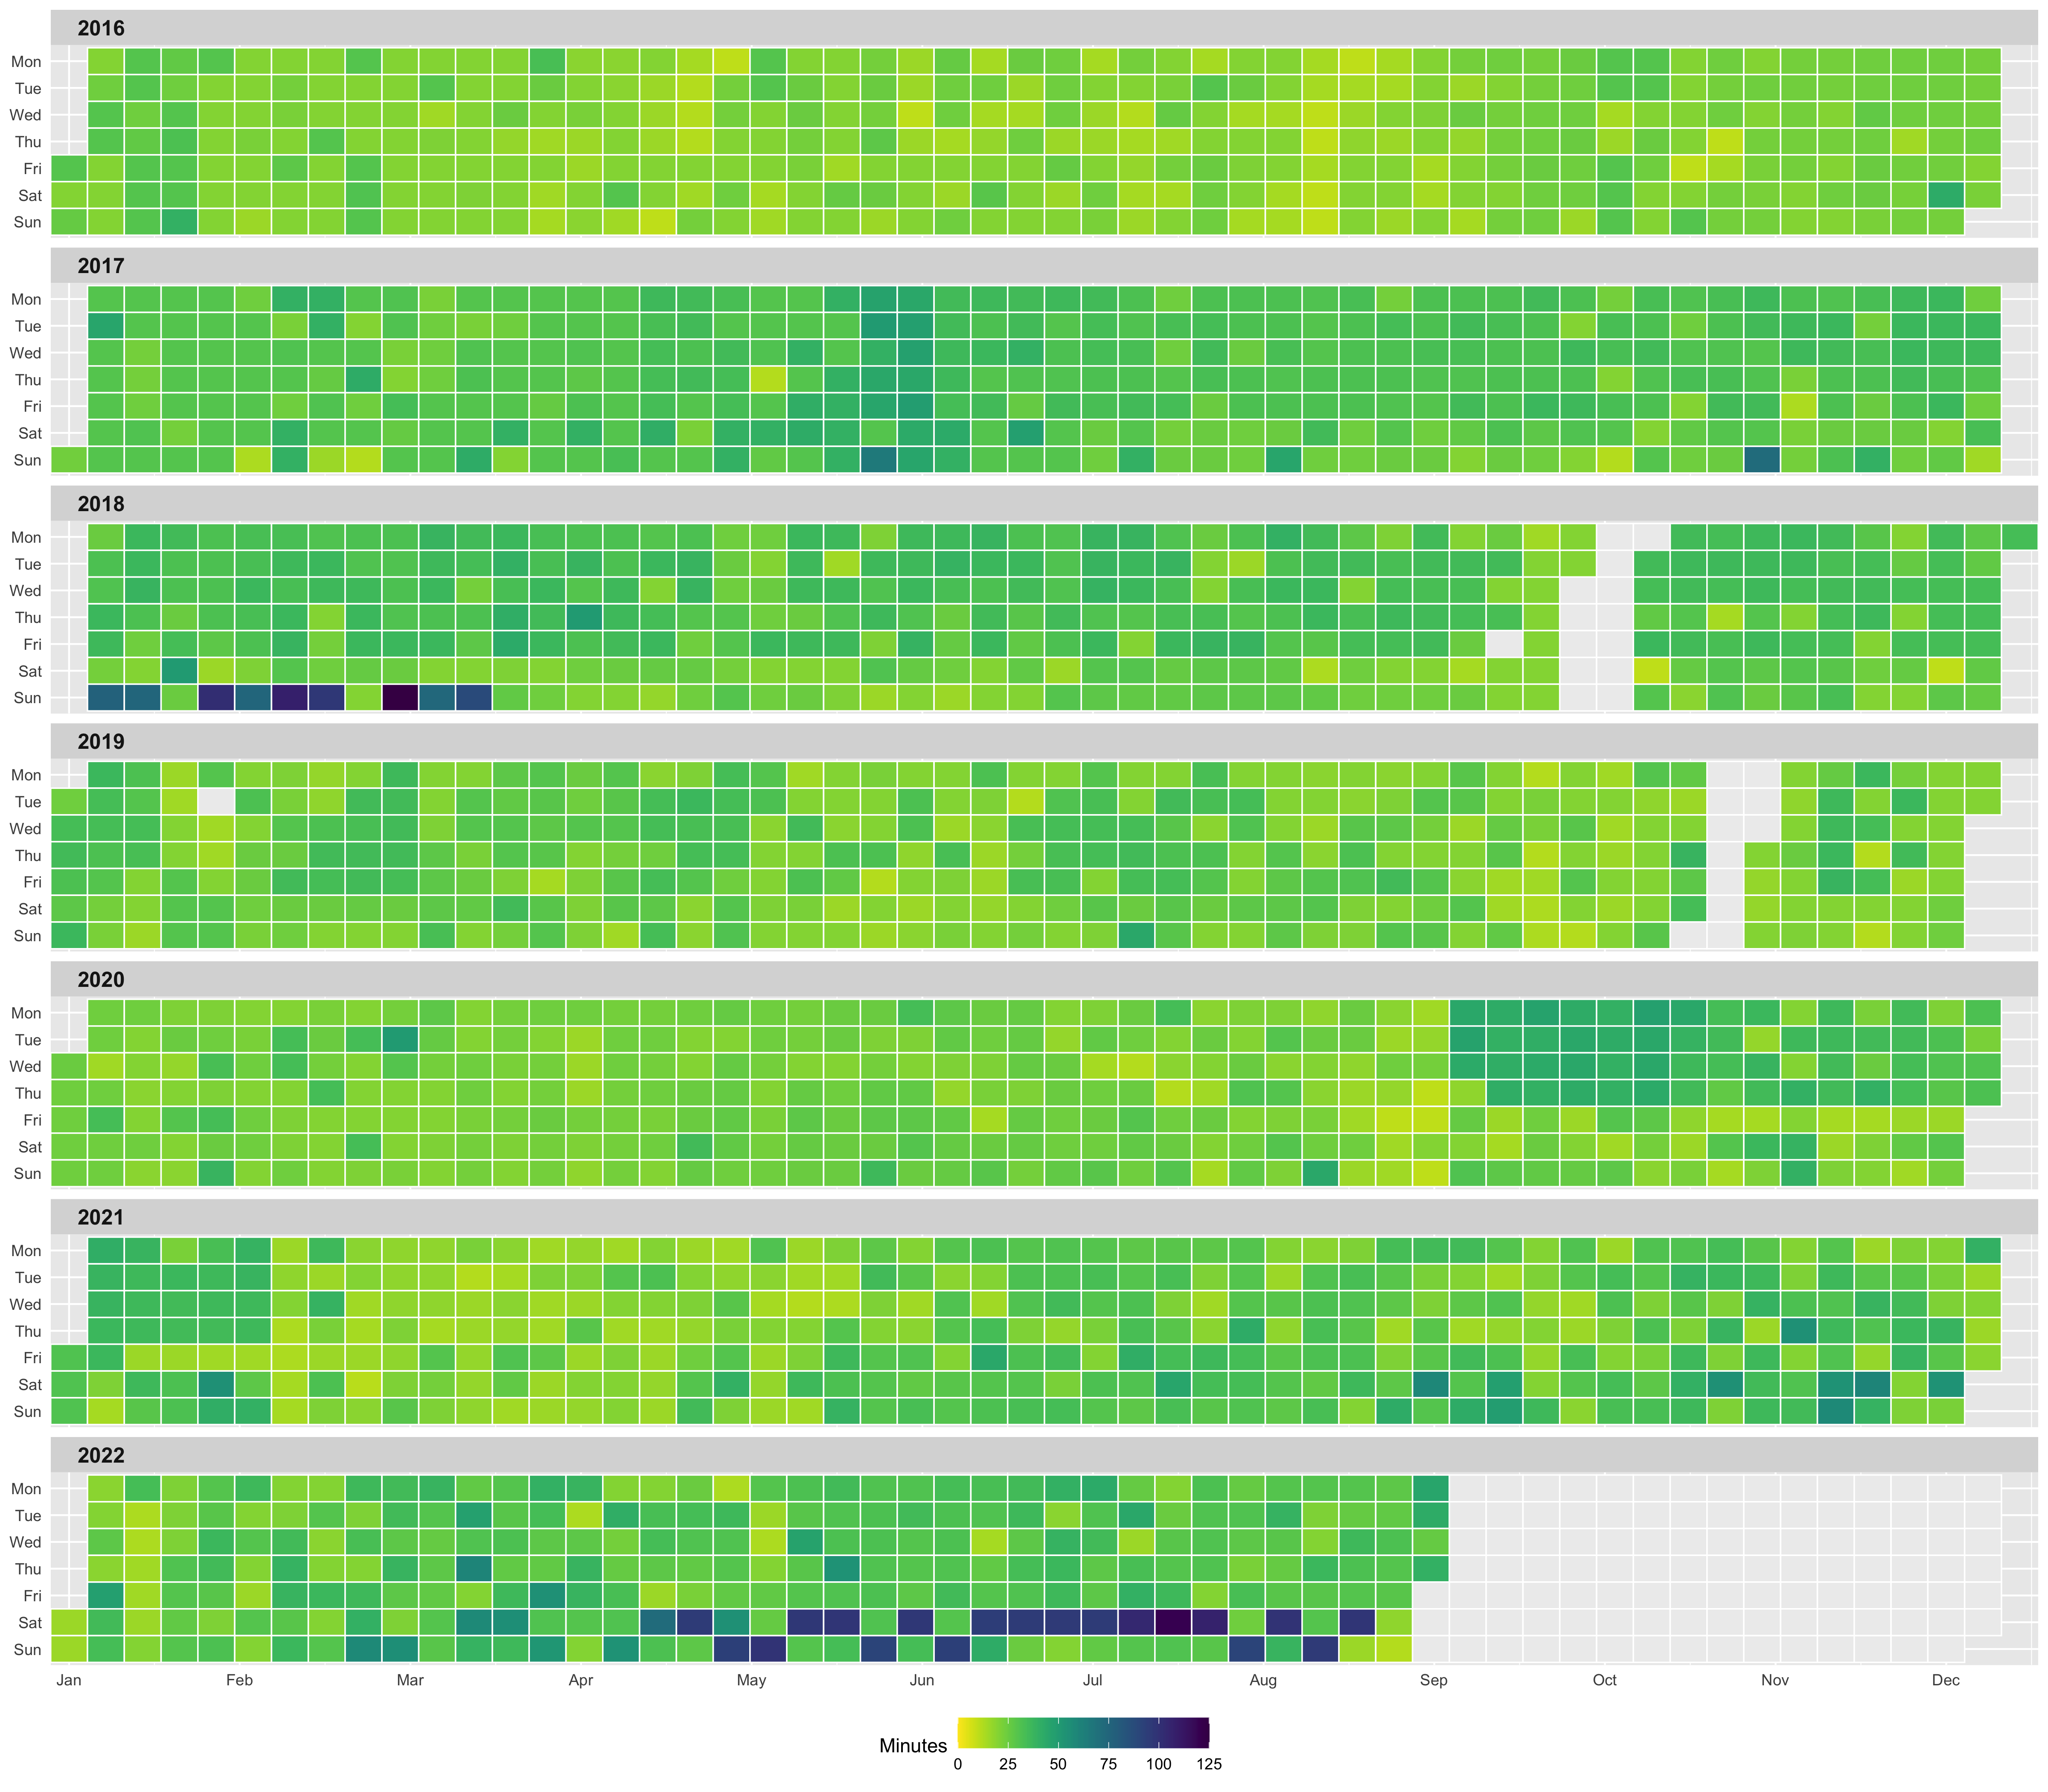 2016
Mon
Tue
Wed
Thu
Fri
Sat
Sun
2017
Mon
Tue
Wed
Thu
Fri
Sat
Sun
2018
Mon
Tue
Wed
Thu
Fri
Sat
Sun
2019
Mon
Tue
Wed
Thu
Fri
Sat
Sun
2020
Mon
Tue
Wed
Thu
Fri
Sat
Sun
2021
Mon
Tue
Wed
Thu
Fri
Sat
Sun
2022
Mon
Tue
Wed
Thu
Fri
Sat
Sun
Jan Feb Mar Apr May Jun Jul Aug Sep Oct Nov Dec
Minutes
0 25 50 75 100 125